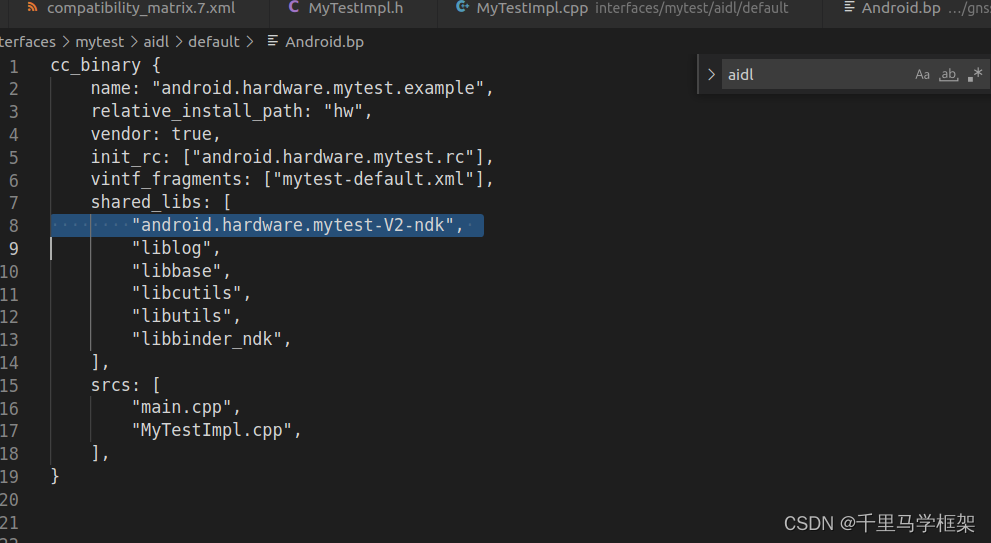 compatibility_matrix.7.xml C MyTestImpl.h MyTestImpl.cpp interfaces/mytest/aidl/default Android.bp …/gns
terfaces > mytest > aidl > default > Android.bp
> aidl Aa ab .*
1 cc_binary {
2 name: "android.hardware.mytest.example",
3 relative_install_path: "hw",
4 vendor: true,
5 init_rc: ["android.hardware.mytest.rc"],
6 vintf_fragments: ["mytest-default.xml"],
7 shared_libs: [
8 "android.hardware.mytest-V2-ndk",
9 "liblog",
10 "libbase",
11 "libcutils",
12 "libutils",
13 "libbinder_ndk",
14 ],
15 srcs: [
16 "main.cpp",
17 "MyTestImpl.cpp",
18 ],
19 }
20
21
CSDN @千里马学框架